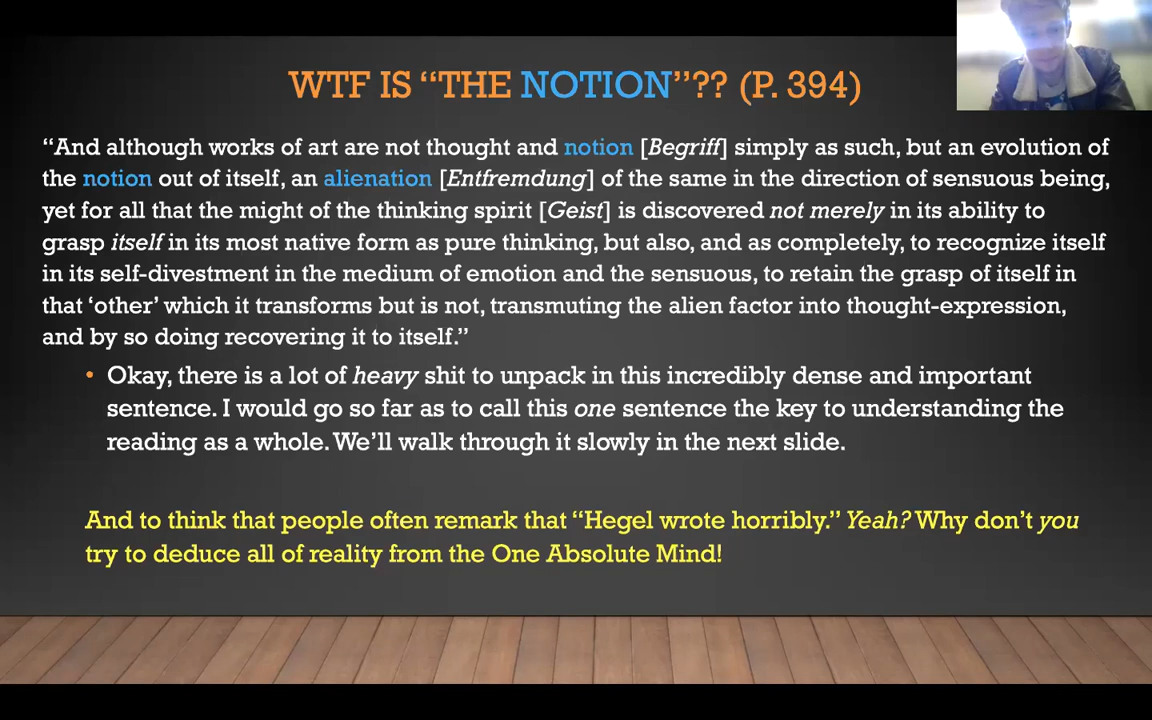 WTF IS “THE NOTION”?? (P. 394)
“And although works of art are not thought and notion [Begriff] simply as such, but an evolution of
the notion out of itself, an alienation [Entfremdung] of the same in the direction of sensuous being,
yet for all that the might of the thinking spirit [Geist] is discovered not merely in its ability to
grasp itself in its most native form as pure thinking, but also, and as completely, to recognize itself
in its self-divestment in the medium of emotion and the sensuous, to retain the grasp of itself in
that ‘other’ which it transforms but is not, transmuting the alien factor into thought-expression,
and by so doing recovering it to itself.”
• Okay, there is a lot of heavy shit to unpack in this incredibly dense and important
sentence. I would go so far as to call this one sentence the key to understanding the
reading as a whole. We’ll walk through it slowly in the next slide.
And to think that people often remark that “Hegel wrote horribly.” Yeah? Why don’t you
try to deduce all of reality from the One Absolute Mind!